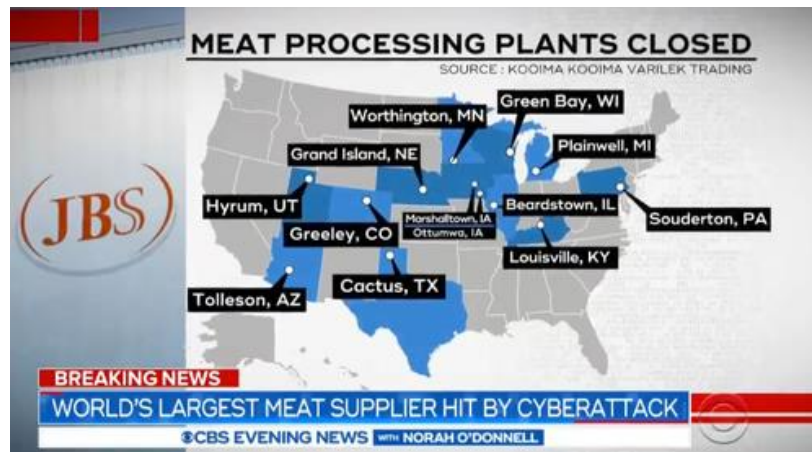 MEAT PROCESSING PLANTS CLOSED
SOURCE : KOOIMA KOOIMA VARILEK TRADING
JBS
Worthington, MN
Green Bay, WI
Grand Island, NE
Plainwell, MI
Hyrum, UT
Marshalltown, IA
Ottumwa, IA
Beardstown, IL
Souderton, PA
Greeley, CO
Louisville, KY
Tolleson, AZ
Cactus, TX
BREAKING NEWS
WORLD'S LARGEST MEAT SUPPLIER HIT BY CYBERATTACK
CBS EVENING NEWS WITH NORAH O'DONNELL